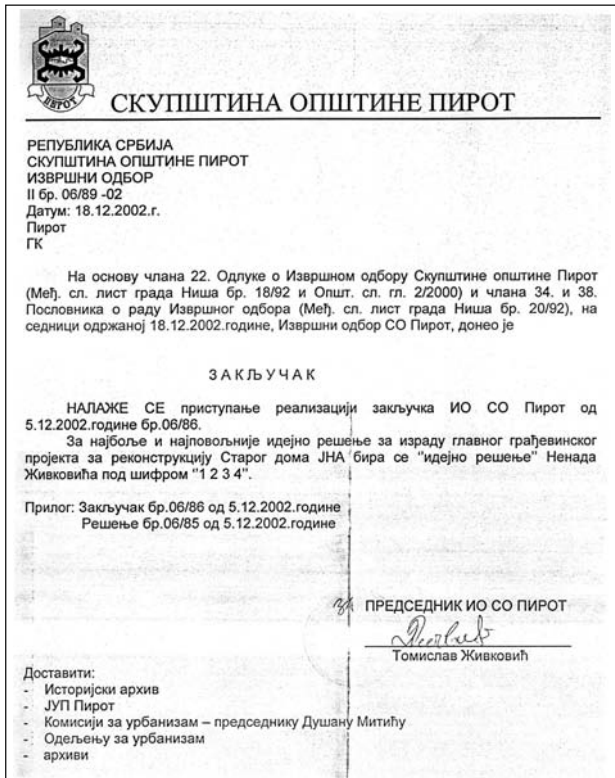 ПИРОТ
СКУПШТИНА ОПШТИНЕ ПИРОТ
РЕПУБЛИКА СРБИЈА
СКУПШТИНА ОПШТИНЕ ПИРОТ
ИЗВРШНИ ОДБОР
II бр. 06/89 -02
Датум: 18.12.2002.г.
Пирот
ГК
На основу члана 22. Одлуке о Извршном одбору Скупштине општине Пирот
(Међ. сл. лист града Ниша бр. 18/92 и Општ. сл. гл. 2/2000) и члана 34. и 38.
Пословника о раду Извршног одбора (Међ. сл. лист града Ниша бр. 20/92), на
седници одржаној 18.12.2002.године, Извршни одбор СО Пирот, донео је
З А К Љ У Ч А К
НАЛАЖЕ СЕ приступање реализацији закључка ИО СО Пирот од
5.12.2002.године бр.06/86.
За најбоље и најповољније идејно решење за израду главног грађевинског
пројекта за реконструкцију Старог дома ЈНА бира се "идејно решење" Ненада
Живковића под шифром "1 2 3 4".
Прилог: Закључак бр.06/86 од 5.12.2002.године
Решење бр.06/85 од 5.12.2002.године
ПРЕДСЕДНИК ИО СО ПИРОТ
Томислав Живковић
Доставити:
- Историјски архив
- ЈУП Пирот
- Комисији за урбанизам – председнику Душану Митићу
- Одељењу за урбанизам
- архиви